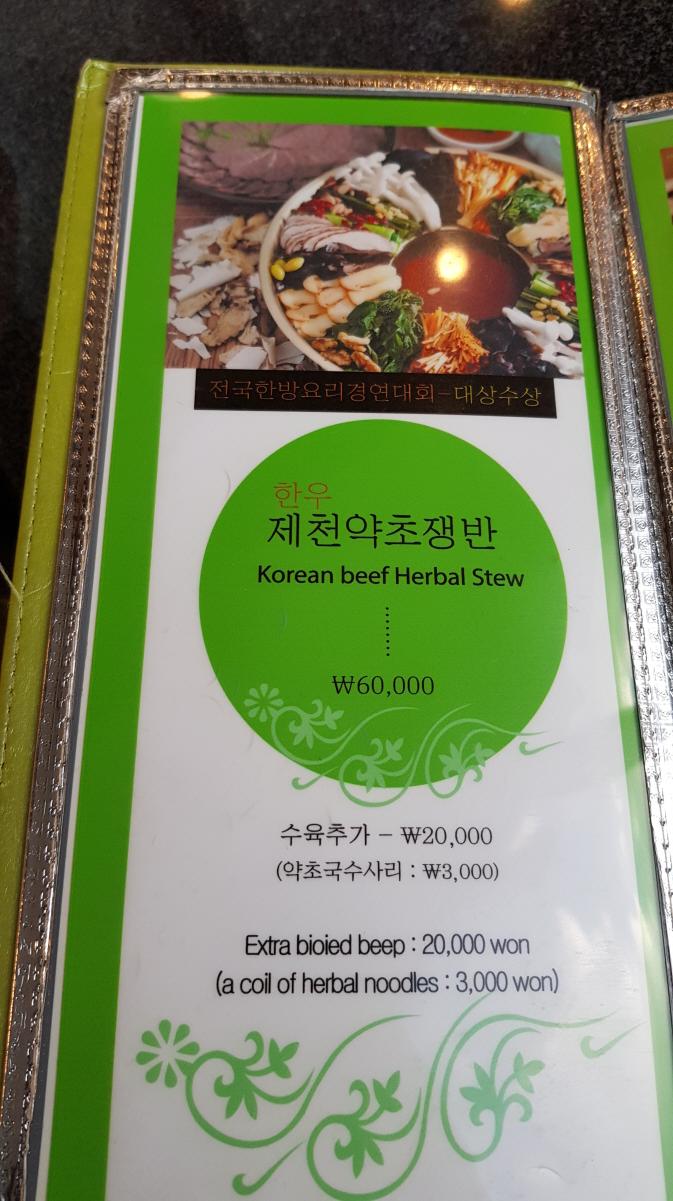 전국한방요리경연대회-대상수상
한우
제천약초쟁반
Korean beef Herbal Stew
₩60,000
수육추가 - ₩20,000
(약초국수사리 : ₩3,000)
Extra bioied beep : 20,000 won
(a coil of herbal noodles : 3,000 won)